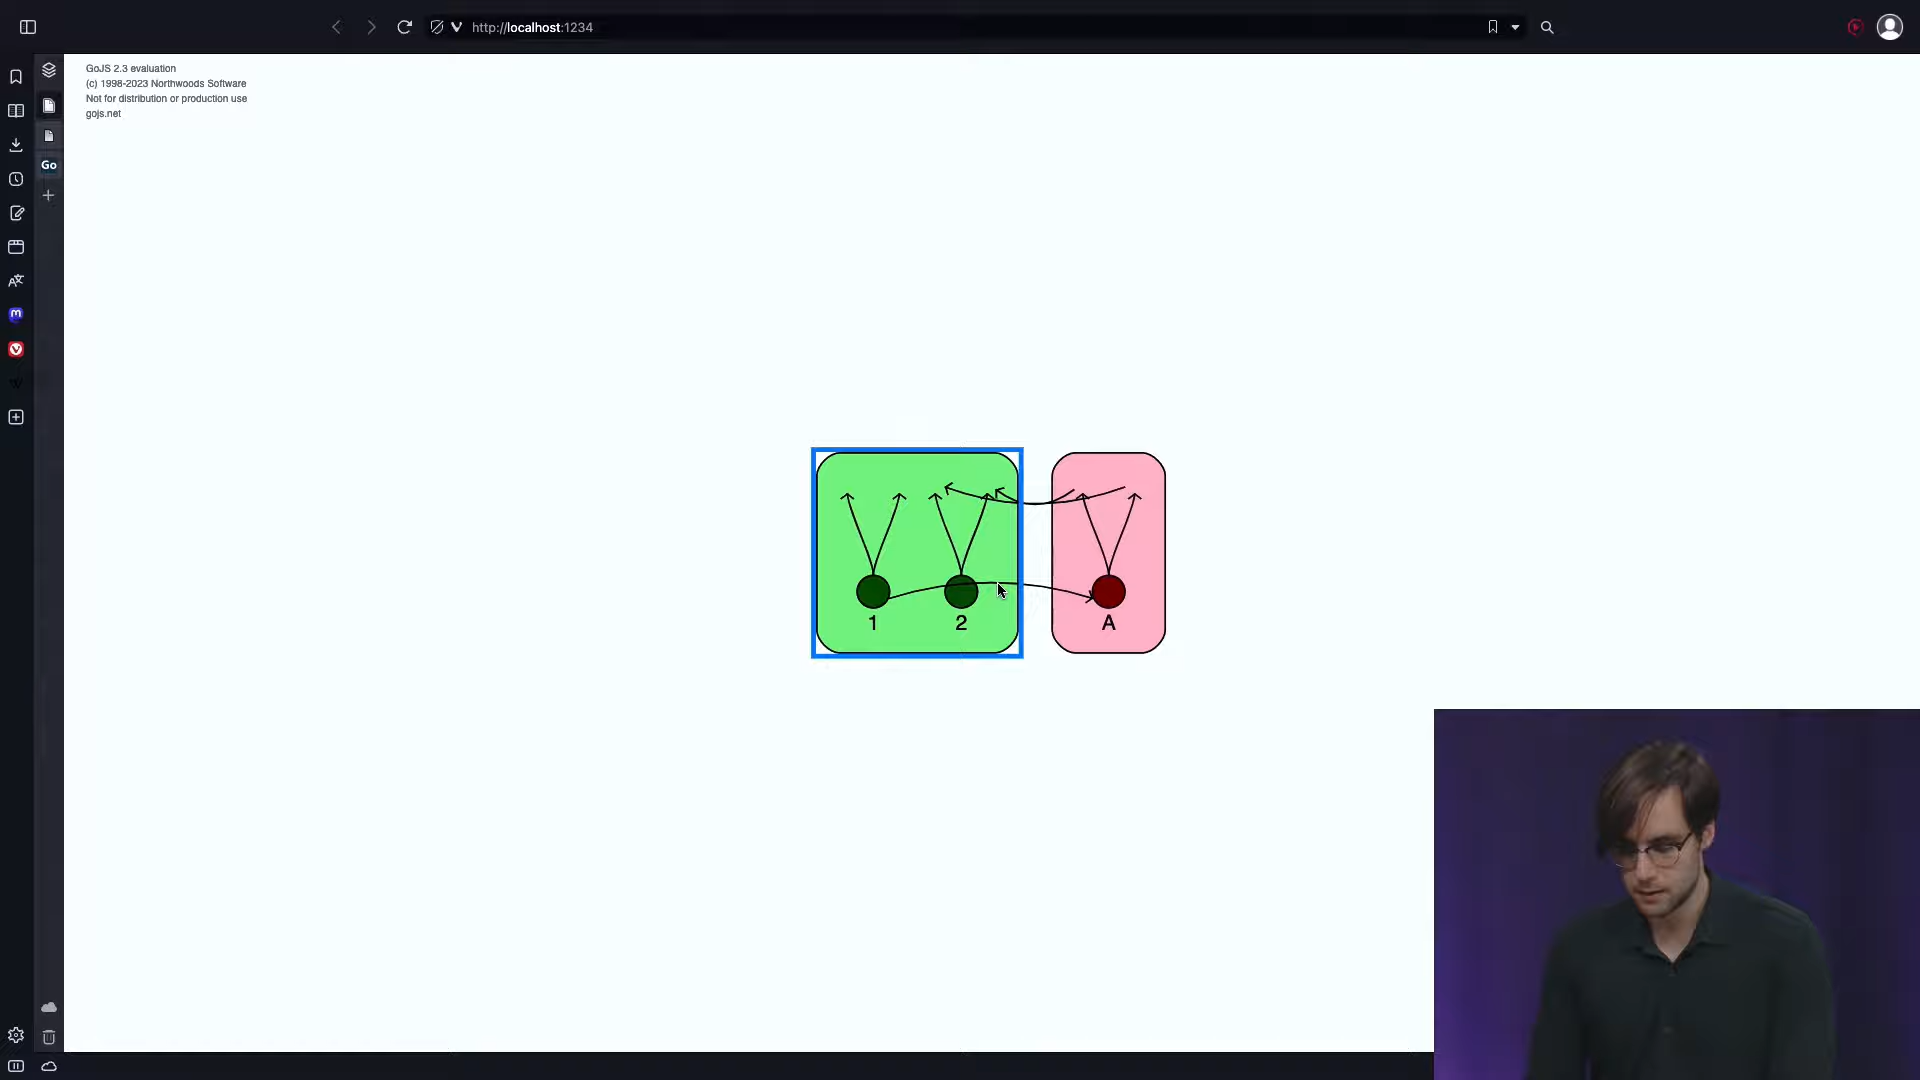 http://localhost:1234
GoJS 2.3 evaluation
(c) 1998-2023 Northwoods Software
Not for distribution or production use
gojs.net
Go
1 2 A